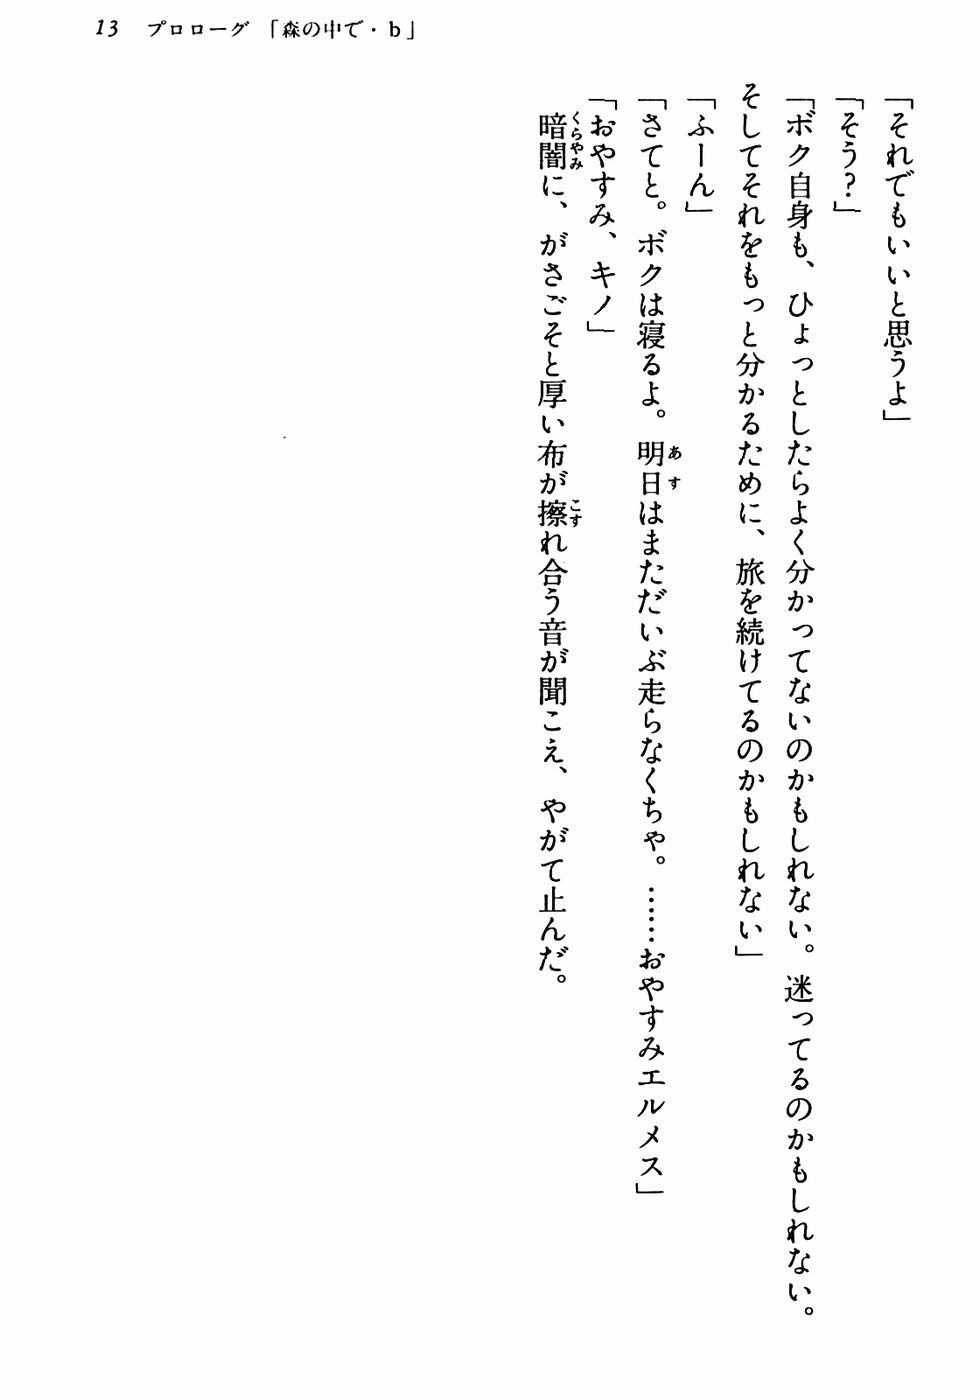 13 プロローグ「森の中で・b」
「それでもいいと思うよ」
「そう？」
「ボク自身も、ひょっとしたらよく分かってないのかもしれない。迷ってるのかもしれない。
そしてそれをもっと分かるために、旅を続けてるのかもしれない」
「ふーん」
「さてと。ボクは寝るよ。明日はまだだいぶ走らなくちゃ。……おやすみエルメス」
「おやすみ、キノ」
暗闇に、がさごそと厚い布が擦れ合う音が聞こえ、やがて止んだ。